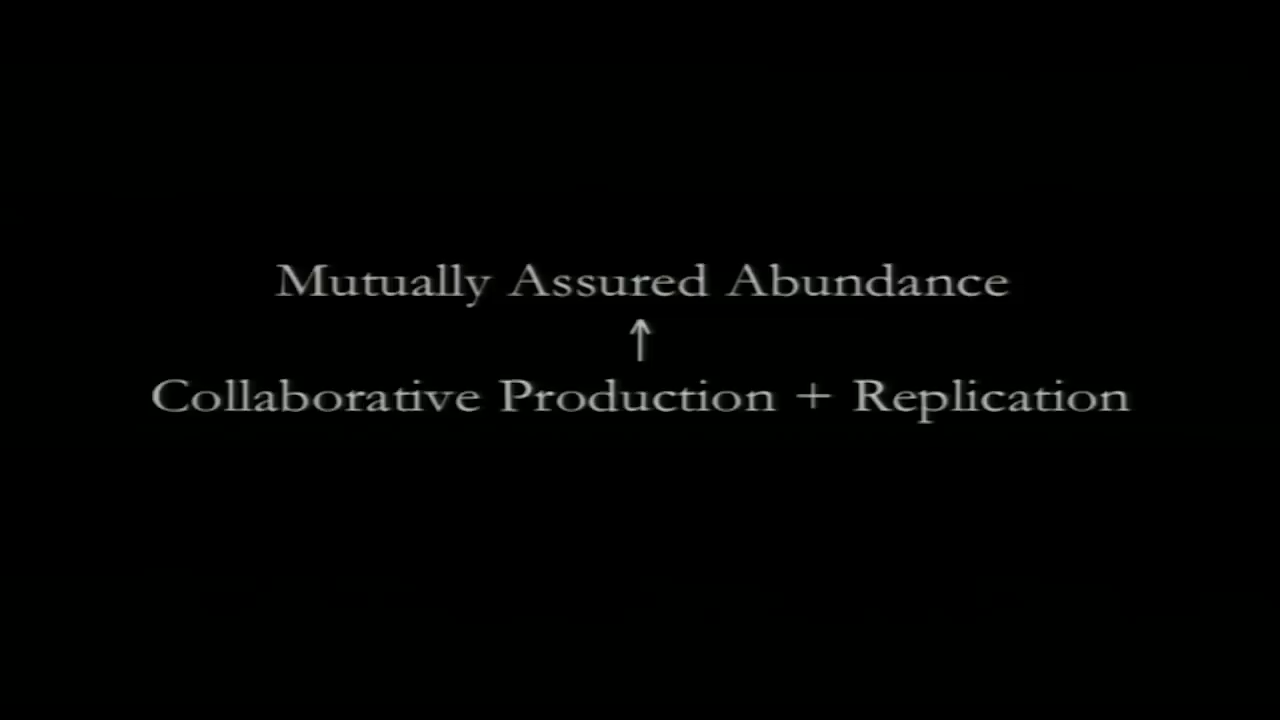 Mutually Assured Abundance
↑
Collaborative Production + Replication